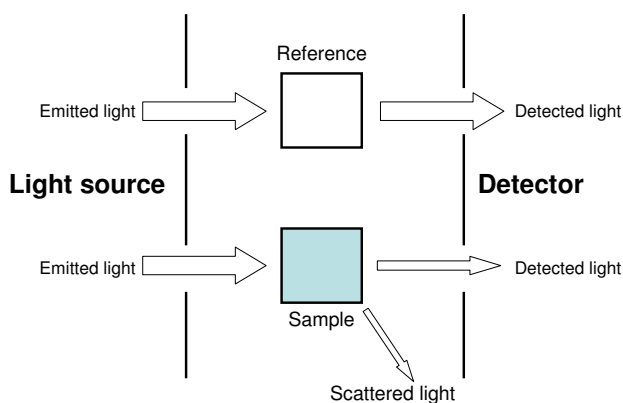 Reference
Emitted light
Detected light
Light source
Detector
Emitted light
Detected light
Sample
Scattered light